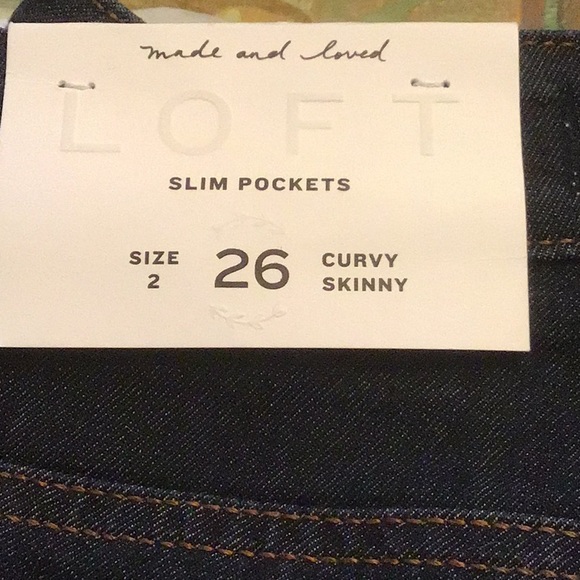 made and loved
LOFT
SLIM POCKETS
SIZE 2
26
CURVY SKINNY